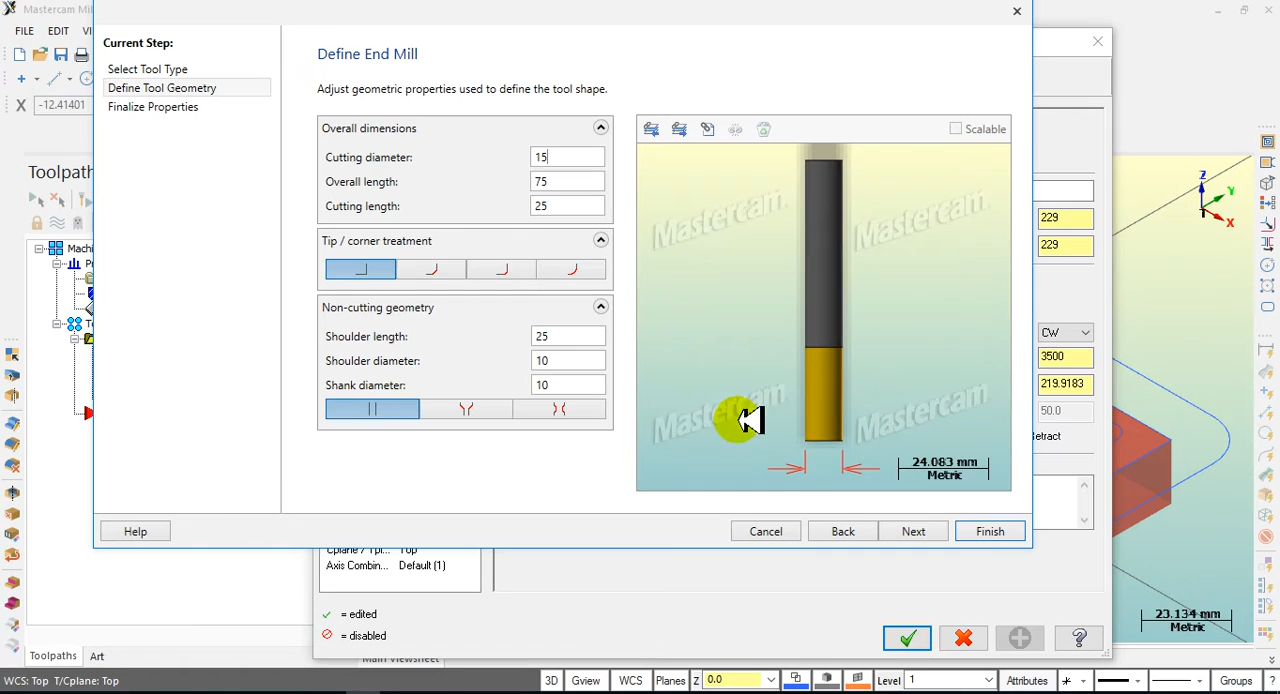 Mastercam Mil
FILE EDIT VI
X -12.41401
Toolpaths
Machi
P
T
Current Step:
Select Tool Type
Define Tool Geometry
Finalize Properties
Define End Mill
Adjust geometric properties used to define the tool shape.
Overall dimensions
Cutting diameter: 15
Overall length: 75
Cutting length: 25
Tip / corner treatment
Non-cutting geometry
Shoulder length: 25
Shoulder diameter: 10
Shank diameter: 10
Scalable
Mastercam. Mastercam.
Mastercam. Mastercam.
24.083 mm
Metric
Help Cancel Back Next Finish
229
229
CW
3500
219.9183
50.0
Retract
Z
Y
X
Cplane / Tpl... Top
Axis Combin... Default (1)
= edited
= disabled
23.134 mm
Metric
Toolpaths Art
Main Viewsheet
WCS: Top T/Cplane: Top 3D Gview WCS Planes Z 0.0 Level 1 Attributes Groups ?